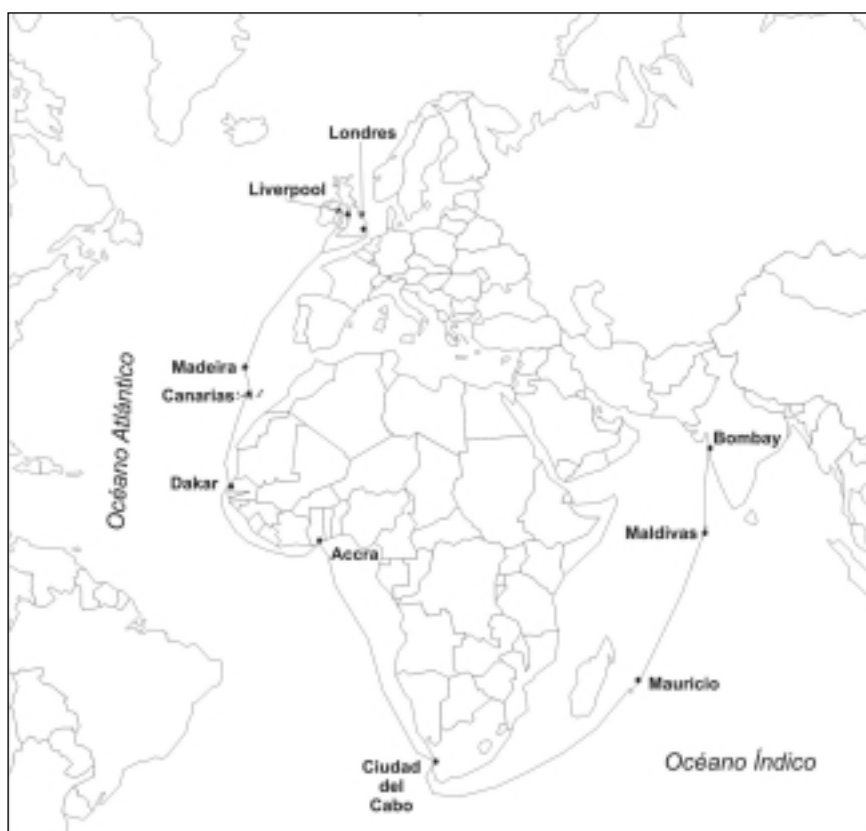 Londres
Liverpool
Madeira
Canarias
Océano Atlántico
Dakar
Accra
Bombay
Maldivas
Mauricio
Océano Índico
Ciudad
del
Cabo